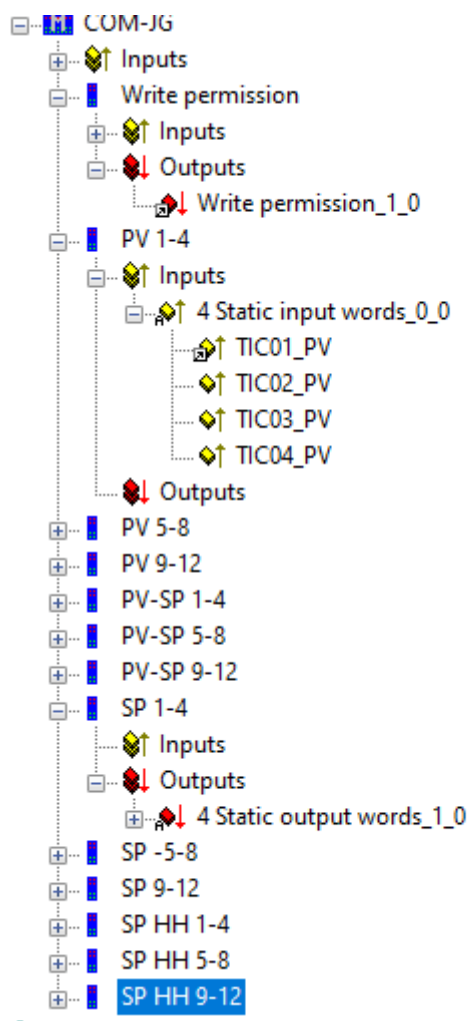 COM-JG
Inputs
Write permission
Inputs
Outputs
Write permission_1_0
PV 1-4
Inputs
4 Static input words_0_0
TIC01_PV
TIC02_PV
TIC03_PV
TIC04_PV
Outputs
PV 5-8
PV 9-12
PV-SP 1-4
PV-SP 5-8
PV-SP 9-12
SP 1-4
Inputs
Outputs
4 Static output words_1_0
SP -5-8
SP 9-12
SP HH 1-4
SP HH 5-8
SP HH 9-12